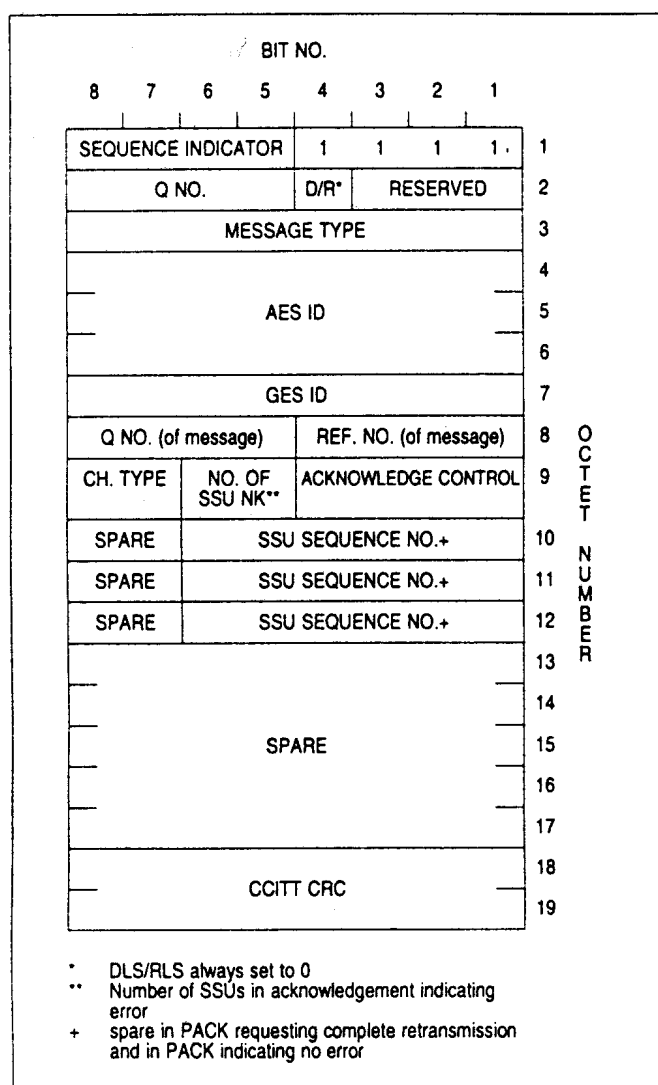 BIT NO.
8 7 6 5 4 3 2 1
SEQUENCE INDICATOR 1 1 1 1 1
Q NO. D/R* RESERVED 2
MESSAGE TYPE 3
4
AES ID 5
6
GES ID 7
Q NO. (of message) REF. NO. (of message) 8
CH. TYPE NO. OF SSU NK** ACKNOWLEDGE CONTROL 9
SPARE SSU SEQUENCE NO.+ 10
SPARE SSU SEQUENCE NO.+ 11
SPARE SSU SEQUENCE NO.+ 12
13
14
SPARE 15
16
17
18
CCITT CRC
19
OCTET NUMBER
* DLS/RLS always set to 0
** Number of SSUs in acknowledgement indicating
error
+ spare in PACK requesting complete retransmission
and in PACK indicating no error